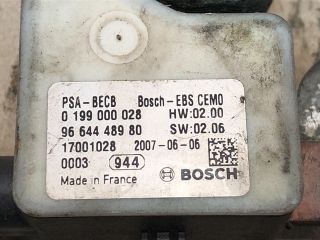 PSA-BECB Bosch-EBS CEMO
0 199 000 028 HW:02.00
96 644 489 80 SW:02.06
17001028 2007-06-06
0003 944
Made in France BOSCH